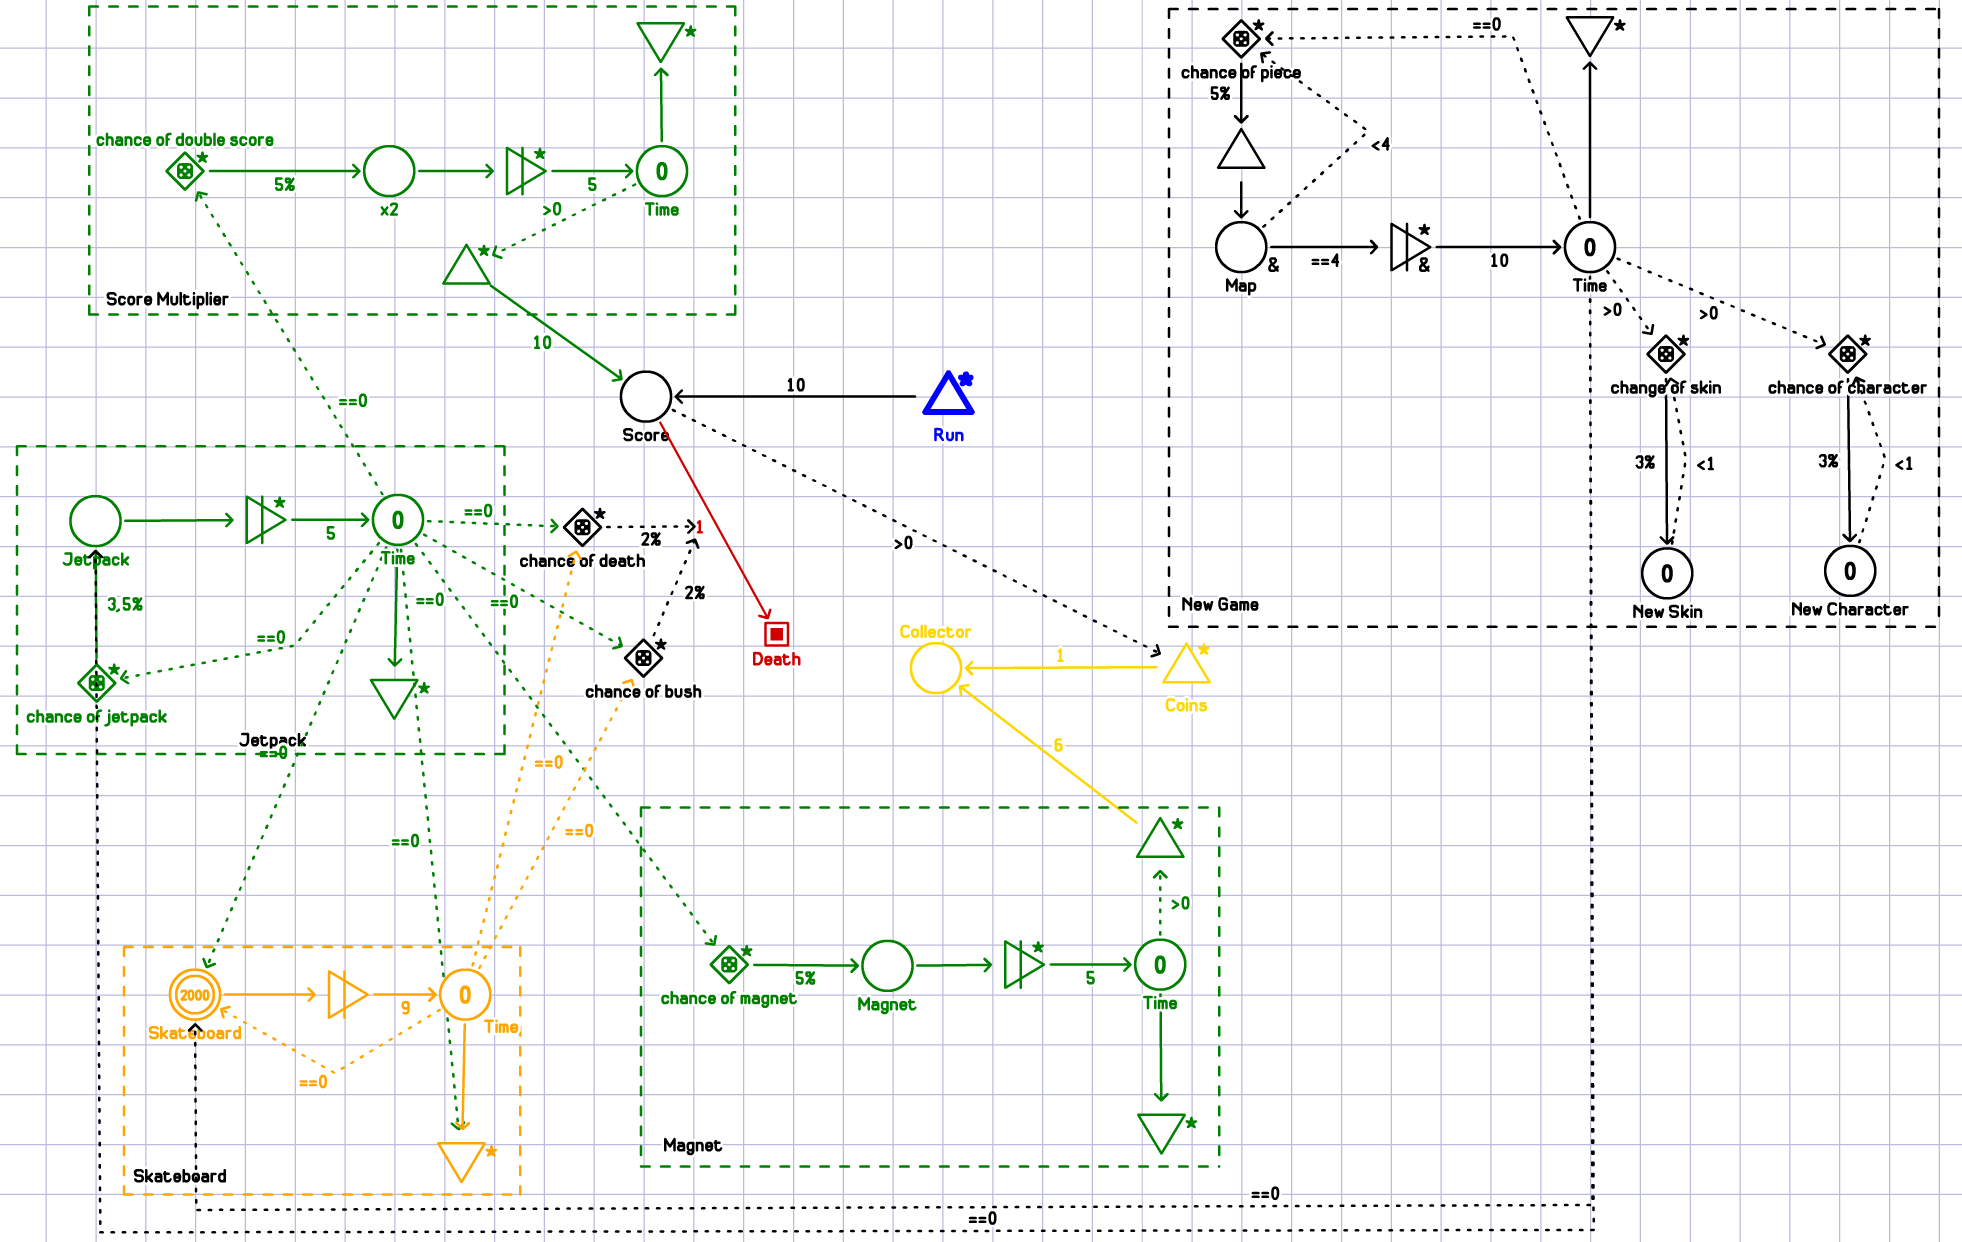 ==0
chance of piece
5%
<4
chance of double score
5%
x2
5
0
Time
>0
Score Multiplier
10
&
Map
==4
&
10
0
Time
>0
>0
change of skin
chance of character
3%
<1
3%
<1
0
New Skin
0
New Character
New Game
==0
Score
10
Run
>0
Jetpack
5
0
Time
==0
chance of death
2%
1
3,5%
==0
==0
2%
==0
chance of bush
Death
chance of jetpack
Jetpack
==0
Collector
1
Coins
6
==0
==0
==0
>0
chance of magnet
5%
Magnet
5
0
Time
Magnet
2000
Skateboard
9
0
Time
==0
Skateboard
==0
==0